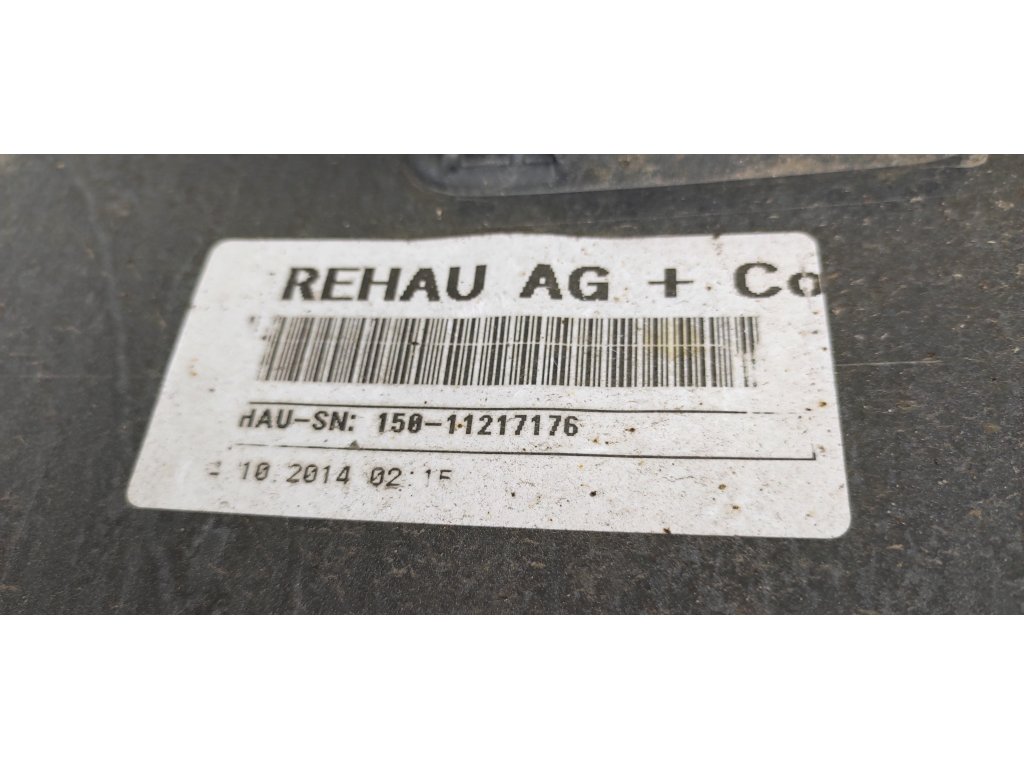 REHAU AG + Co
HAU-SN: 150-11217176
10.2014 02:15